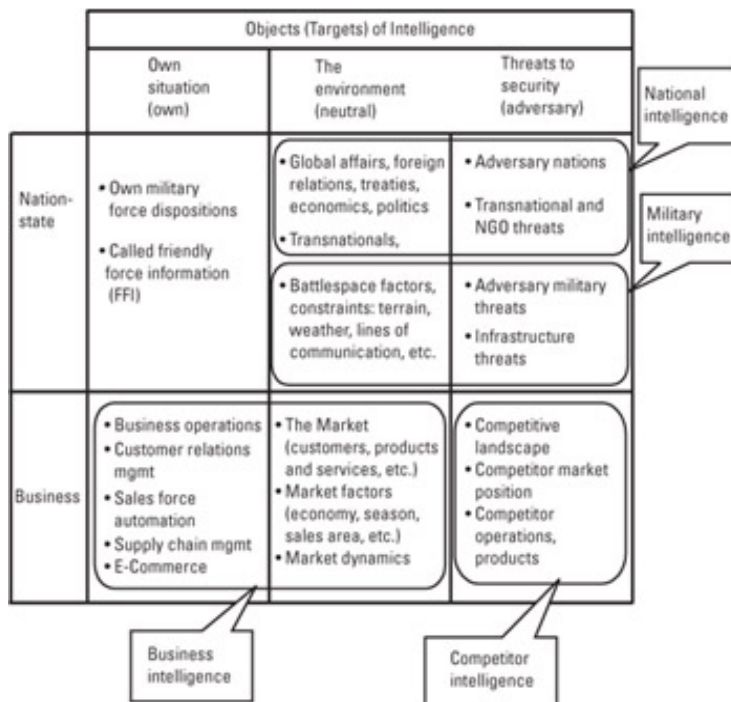 Objects (Targets) of Intelligence
Own
situation
(own)
The
environment
(neutral)
Threats to
security
(adversary)
National
intelligence
Nation-
state
• Own military
force dispositions
• Called friendly
force information
(FFI)
• Global affairs, foreign
relations, treaties,
economics, politics
• Transnationals,
• Adversary nations
• Transnational and
NGO threats
Military
intelligence
• Battlespace factors,
constraints: terrain,
weather, lines of
communication, etc.
• Adversary military
threats
• Infrastructure
threats
Business
• Business operations
• Customer relations
mgmt
• Sales force
automation
• Supply chain mgmt
• E-Commerce
• The Market
(customers, products
and services, etc.)
• Market factors
(economy, season,
sales area, etc.)
• Market dynamics
• Competitive
landscape
• Competitor market
position
• Competitor
operations,
products
Business
intelligence
Competitor
intelligence